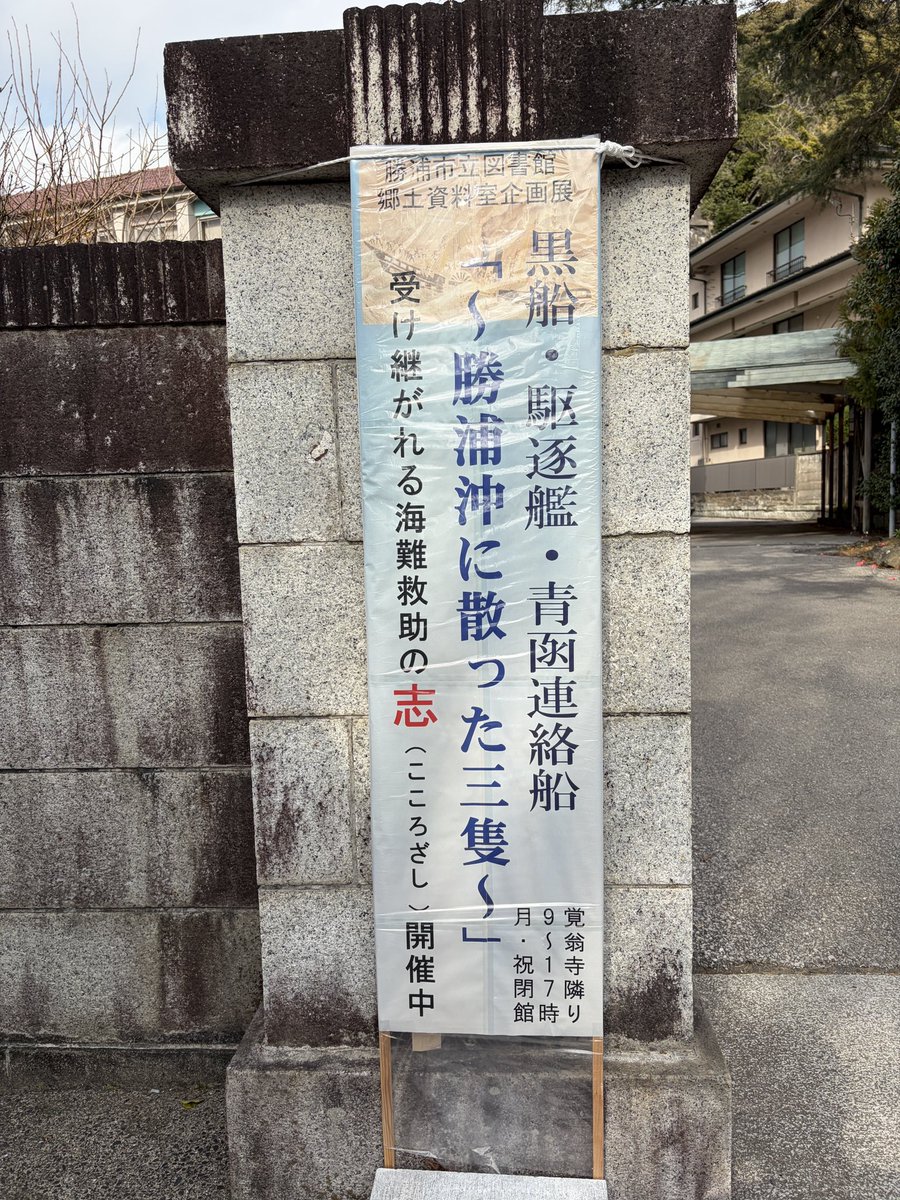 勝浦市立図書館
郷土資料室企画展
黒船・駆逐艦・青函連絡船
「～勝浦沖に散った三隻～」
受け継がれる海難救助の志（こころざし）開催中
覚翁寺隣り
9～17時
月・祝閉館